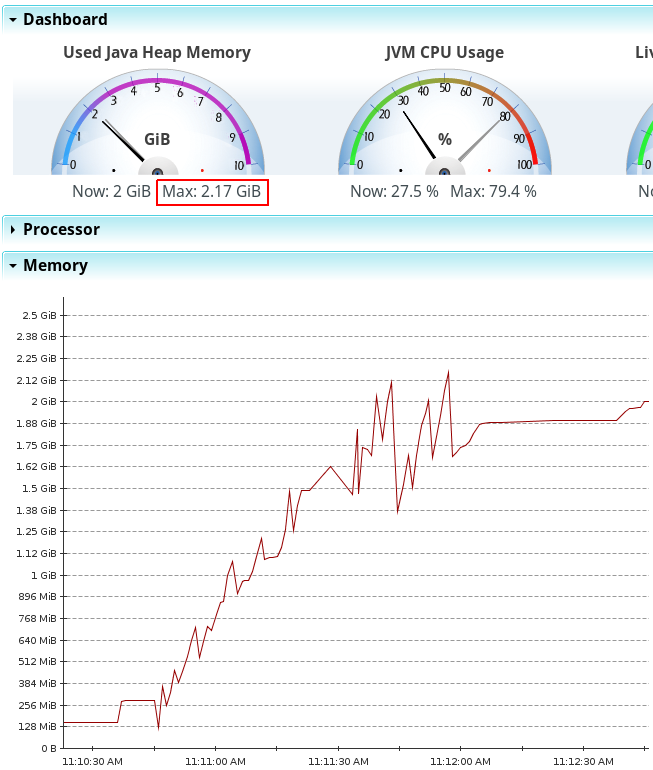 Dashboard
Used Java Heap Memory
JVM CPU Usage
Liv
0 1 2 3 4 5 6 7 8 9 10
GiB
0 10 20 30 40 50 60 70 80 90 100
%
0
Now: 2 GiB Max: 2.17 GiB
Now: 27.5 % Max: 79.4 %
Processor
Memory
2.5 GiB
2.38 GiB
2.25 GiB
2.12 GiB
2 GiB
1.88 GiB
1.75 GiB
1.62 GiB
1.5 GiB
1.38 GiB
1.25 GiB
1.12 GiB
1 GiB
896 MiB
768 MiB
640 MiB
512 MiB
384 MiB
256 MiB
128 MiB
0 B
11:10:30 AM 11:11:00 AM 11:11:30 AM 11:12:00 AM 11:12:30 AM